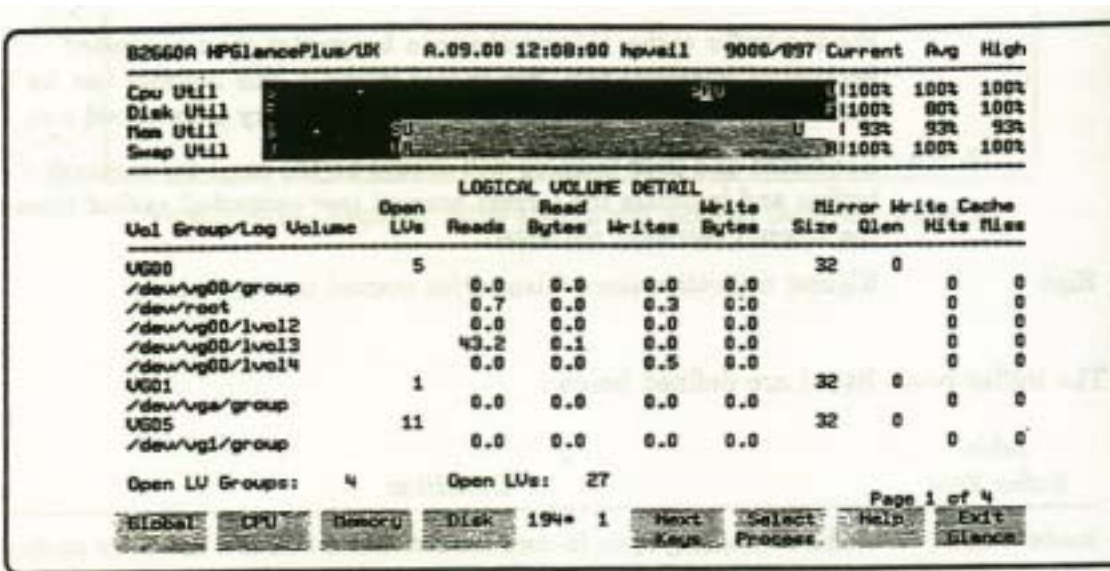 B2660A HPGlancePlus/UX A.09.00 12:08:00 hpvail 9000/897 Current Avg High
Cpu Util 100% 100% 100%
Disk Util 100% 80% 100%
Mem Util 93% 93% 93%
Swap Util 100% 100% 100%
LOGICAL VOLUME DETAIL
Open Read Write Mirror Write Cache
Vol Group/Log Volume LVs Reads Bytes Writes Bytes Size Qlen Hits Miss
VG00 5 32 0
/dev/vg00/group 0.0 0.0 0.0 0.0 0 0
/dev/root 0.7 0.0 0.3 0.0 0 0
/dev/vg00/lvol2 0.0 0.0 0.0 0.0 0 0
/dev/vg00/lvol3 43.2 0.1 0.0 0.0 0 0
/dev/vg00/lvol4 0.0 0.0 0.5 0.0 0 0
VG01 1 32 0
/dev/vga/group 0.0 0.0 0.0 0.0 0 0
VG05 11 32 0
/dev/vg1/group 0.0 0.0 0.0 0.0 0 0
Open LV Groups: 4 Open LVs: 27
Page 1 of 4
Global CPU Memory Disk 194* 1 Next Keys Select Process Help Exit Glance